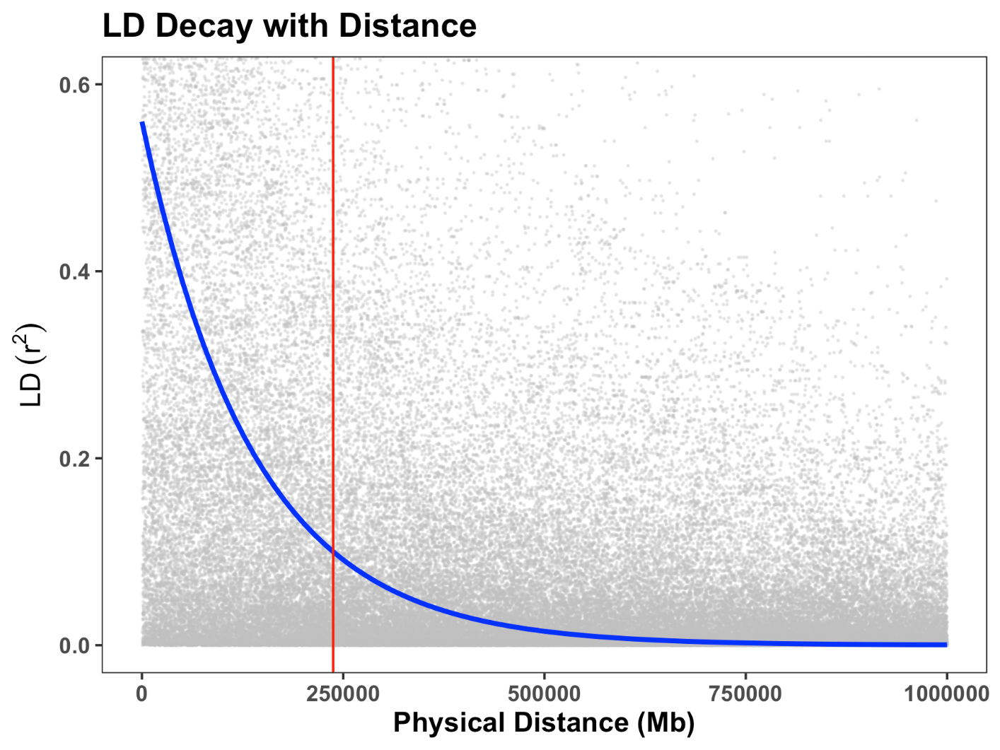 LD Decay with Distance
0.6
0.4
0.2
0.0
LD (r²)
0 250000 500000 750000 1000000
Physical Distance (Mb)